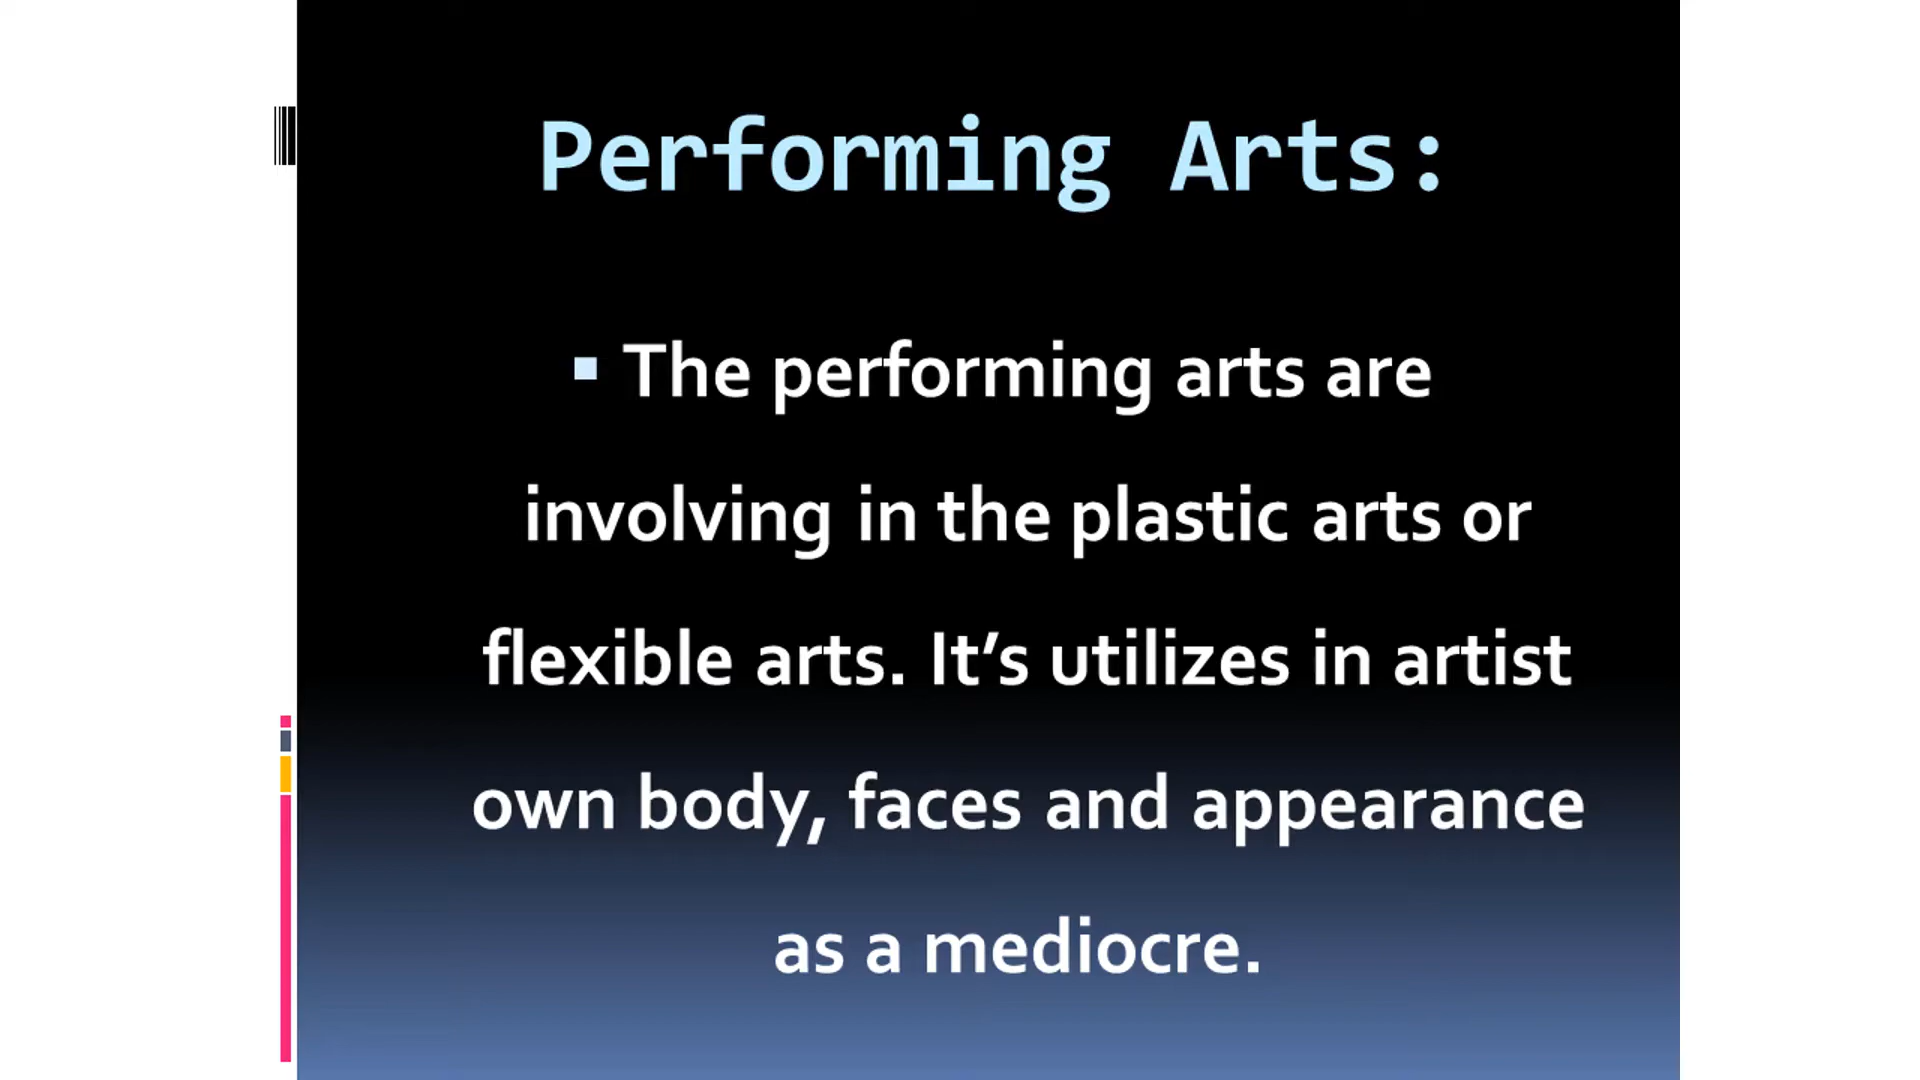 Performing Arts:
▪ The performing arts are
involving in the plastic arts or
flexible arts. It’s utilizes in artist
own body, faces and appearance
as a mediocre.